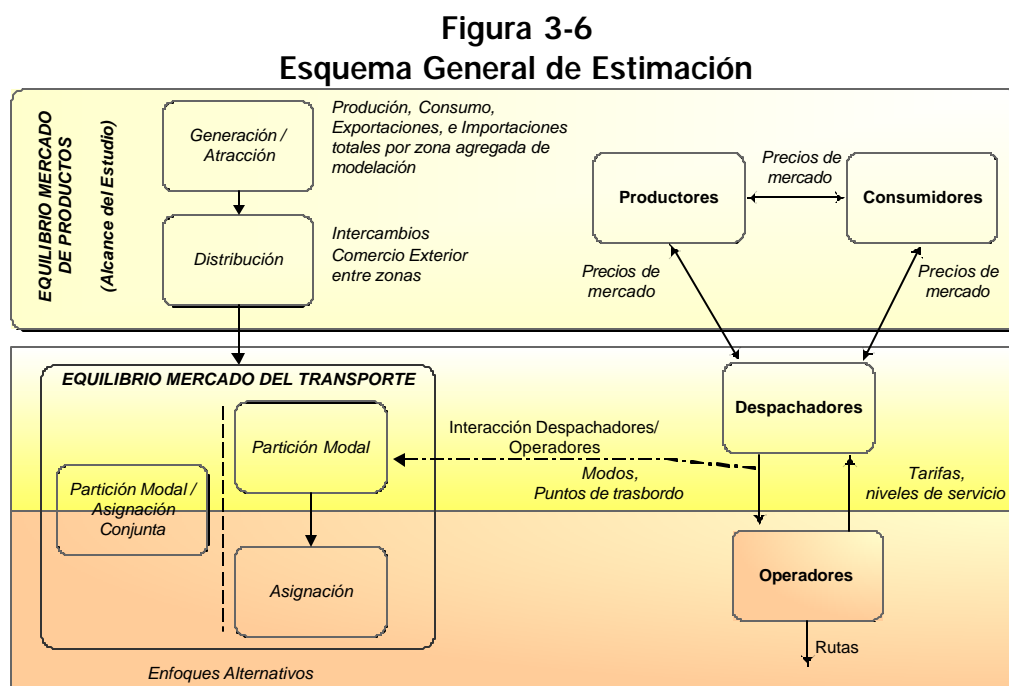 Figura 3-6
Esquema General de Estimación
EQUILIBRIO MERCADO
DE PRODUCTOS
(Alcance del Estudio)
Generación /
Atracción
Produción, Consumo,
Exportaciones, e Importaciones
totales por zona agregada de
modelación
Distribución
Intercambios
Comercio Exterior
entre zonas
Productores
Precios de
mercado
Consumidores
Precios de
mercado
Precios de
mercado
EQUILIBRIO MERCADO DEL TRANSPORTE
Partición Modal
Partición Modal /
Asignación
Conjunta
Asignación
Enfoques Alternativos
Interacción Despachadores/
Operadores
Modos,
Puntos de trasbordo
Despachadores
Tarifas,
niveles de servicio
Operadores
Rutas